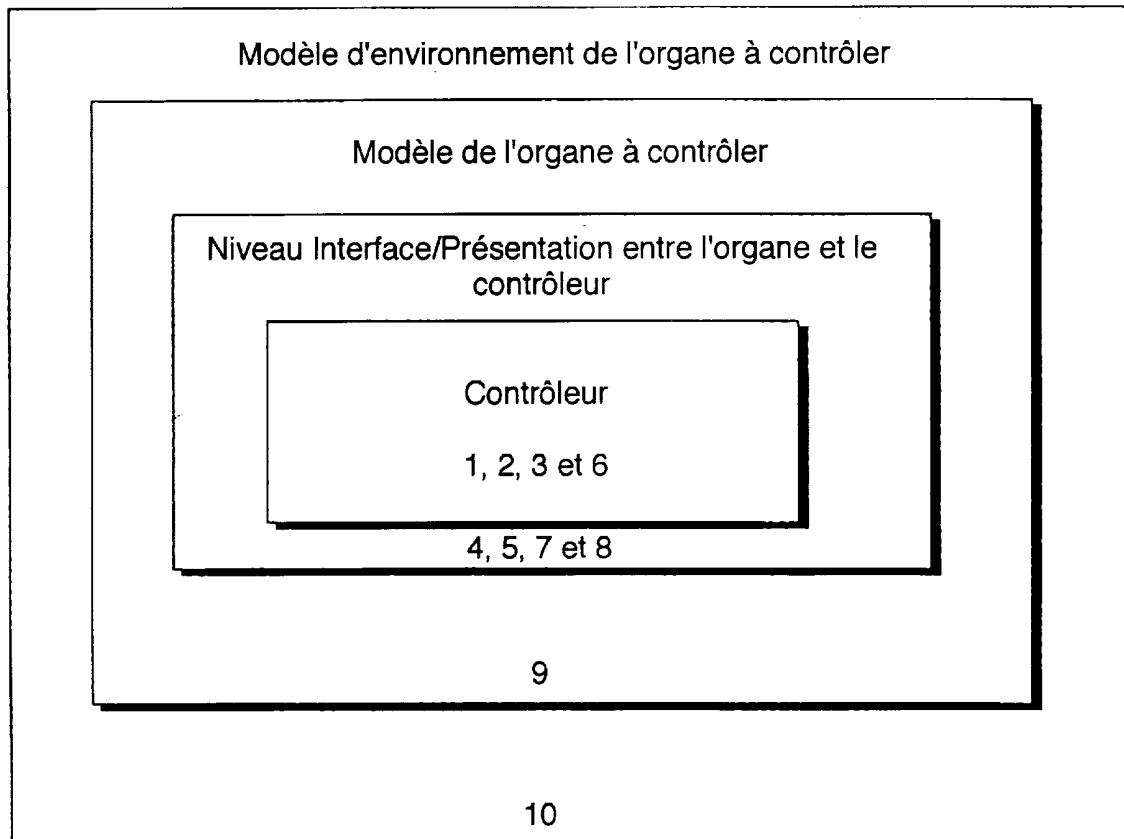 Modèle d'environnement de l'organe à contrôler
Modèle de l'organe à contrôler
Niveau Interface/Présentation entre l'organe et le
contrôleur
Contrôleur
1, 2, 3 et 6
4, 5, 7 et 8
9
10